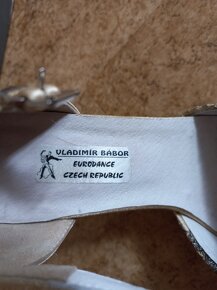 VLADIMÍR BÁBOR
EURODANCE
CZECH REPUBLIC